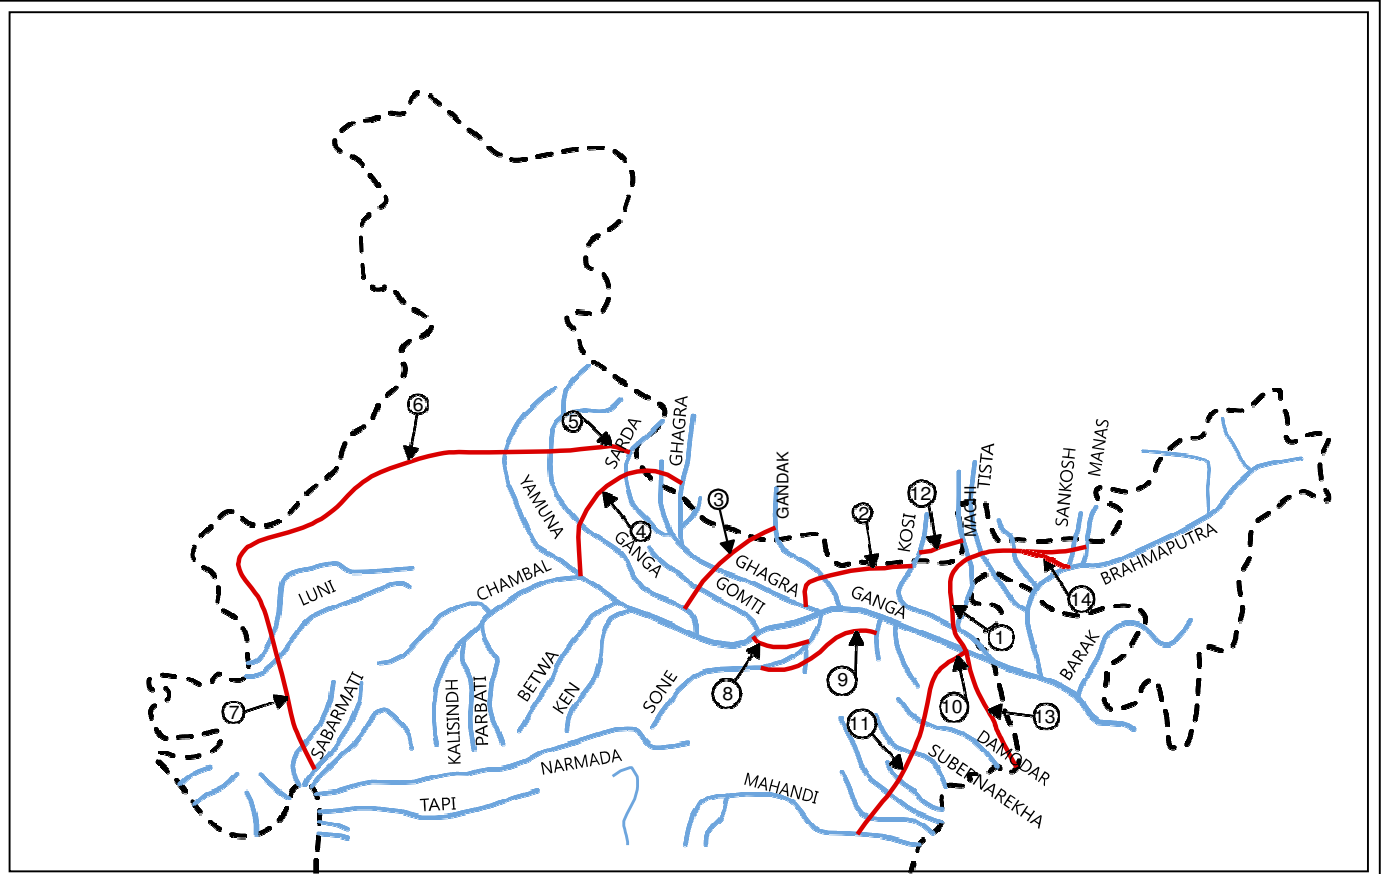 6
5
SARDA
GHAGRA
GANDAK
TISTA
MANAS
SANKOSH
12
MACHI
3
2
KOSI
YAMUNA
4
GANGA
GHAGRA
GOMTI
GANGA
BRAHMAPUTRA
14
LUNI
CHAMBAL
1
BARAK
BETWA
KEN
SONE
8
9
10
13
7
SABARMATI
KALISINDH
PARBATI
11
DAMODAR
SUBERNAREKHA
NARMADA
MAHANDI
TAPI